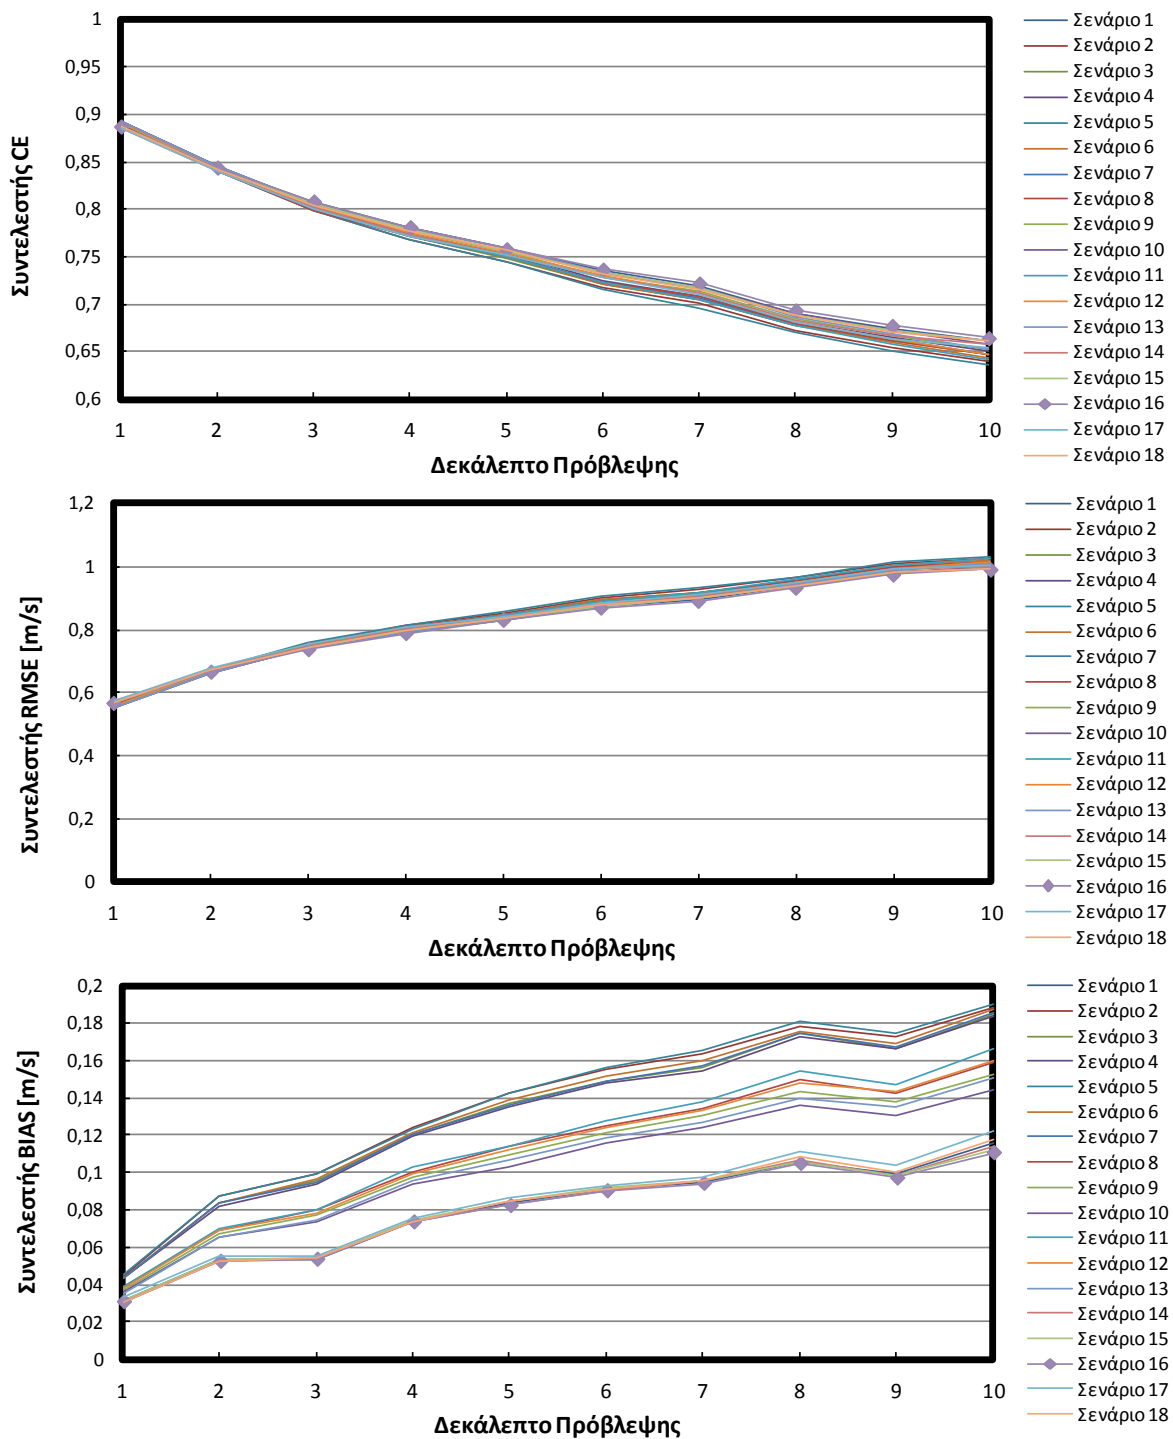 Συντελεστής CE
1
0,95
0,9
0,85
0,8
0,75
0,7
0,65
0,6
1 2 3 4 5 6 7 8 9 10
Δεκάλεπτο Πρόβλεψης
Σενάριο 1
Σενάριο 2
Σενάριο 3
Σενάριο 4
Σενάριο 5
Σενάριο 6
Σενάριο 7
Σενάριο 8
Σενάριο 9
Σενάριο 10
Σενάριο 11
Σενάριο 12
Σενάριο 13
Σενάριο 14
Σενάριο 15
Σενάριο 16
Σενάριο 17
Σενάριο 18
Συντελεστής RMSE [m/s]
1,2
1
0,8
0,6
0,4
0,2
0
1 2 3 4 5 6 7 8 9 10
Δεκάλεπτο Πρόβλεψης
Σενάριο 1
Σενάριο 2
Σενάριο 3
Σενάριο 4
Σενάριο 5
Σενάριο 6
Σενάριο 7
Σενάριο 8
Σενάριο 9
Σενάριο 10
Σενάριο 11
Σενάριο 12
Σενάριο 13
Σενάριο 14
Σενάριο 15
Σενάριο 16
Σενάριο 17
Σενάριο 18
Συντελεστής BIAS [m/s]
0,2
0,18
0,16
0,14
0,12
0,1
0,08
0,06
0,04
0,02
0
1 2 3 4 5 6 7 8 9 10
Δεκάλεπτο Πρόβλεψης
Σενάριο 1
Σενάριο 2
Σενάριο 3
Σενάριο 4
Σενάριο 5
Σενάριο 6
Σενάριο 7
Σενάριο 8
Σενάριο 9
Σενάριο 10
Σενάριο 11
Σενάριο 12
Σενάριο 13
Σενάριο 14
Σενάριο 15
Σενάριο 16
Σενάριο 17
Σενάριο 18